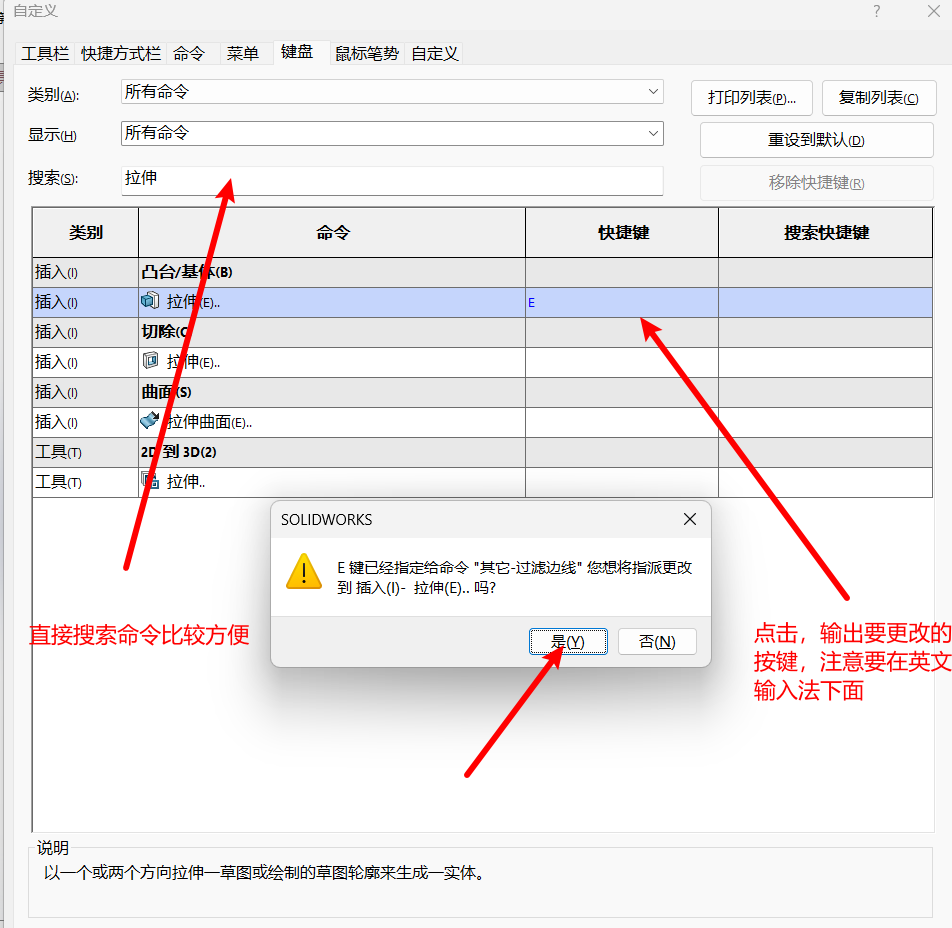 自定义
?
工具栏 快捷方式栏 命令 菜单 键盘 鼠标笔势 自定义
类别(A): 所有命令 打印列表(P)... 复制列表(C)
显示(H) 所有命令 重设到默认(D)
搜索(S): 拉伸 移除快捷键(R)
类别 命令 快捷键 搜索快捷键
插入(I) 凸台/基体(B)
插入(I) 拉伸(E).. E
插入(I) 切除(C
插入(I) 拉伸(E)..
插入(I) 曲面(S)
插入(I) 拉伸曲面(E)..
工具(T) 2D 到 3D(2)
工具(T) 拉伸..
SOLIDWORKS
E 键已经指定给命令 "其它-过滤边线" 您想将指派更改
到 插入(I)- 拉伸(E).. 吗?
是(Y) 否(N)
直接搜索命令比较方便
点击，输出要更改的
按键，注意要在英文
输入法下面
说明
以一个或两个方向拉伸一草图或绘制的草图轮廓来生成一实体。